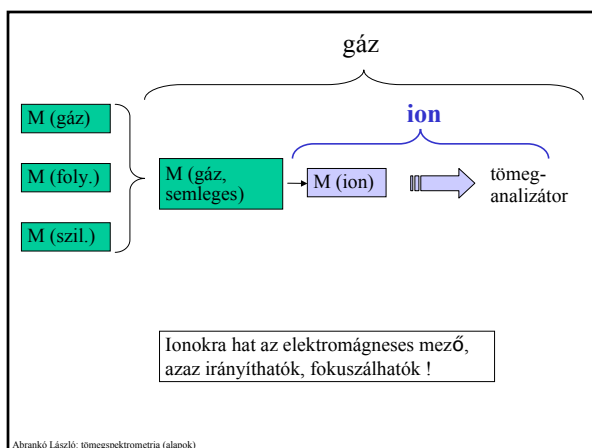 gáz
ion
M (gáz)
M (foly.)
M (szil.)
M (gáz,
semleges)
M (ion)
tömeg-
analizátor
Ionokra hat az elektromágneses mező,
azaz irányíthatók, fokuszálhatók !
Abrankó László: tömegspektrometria (alapok)